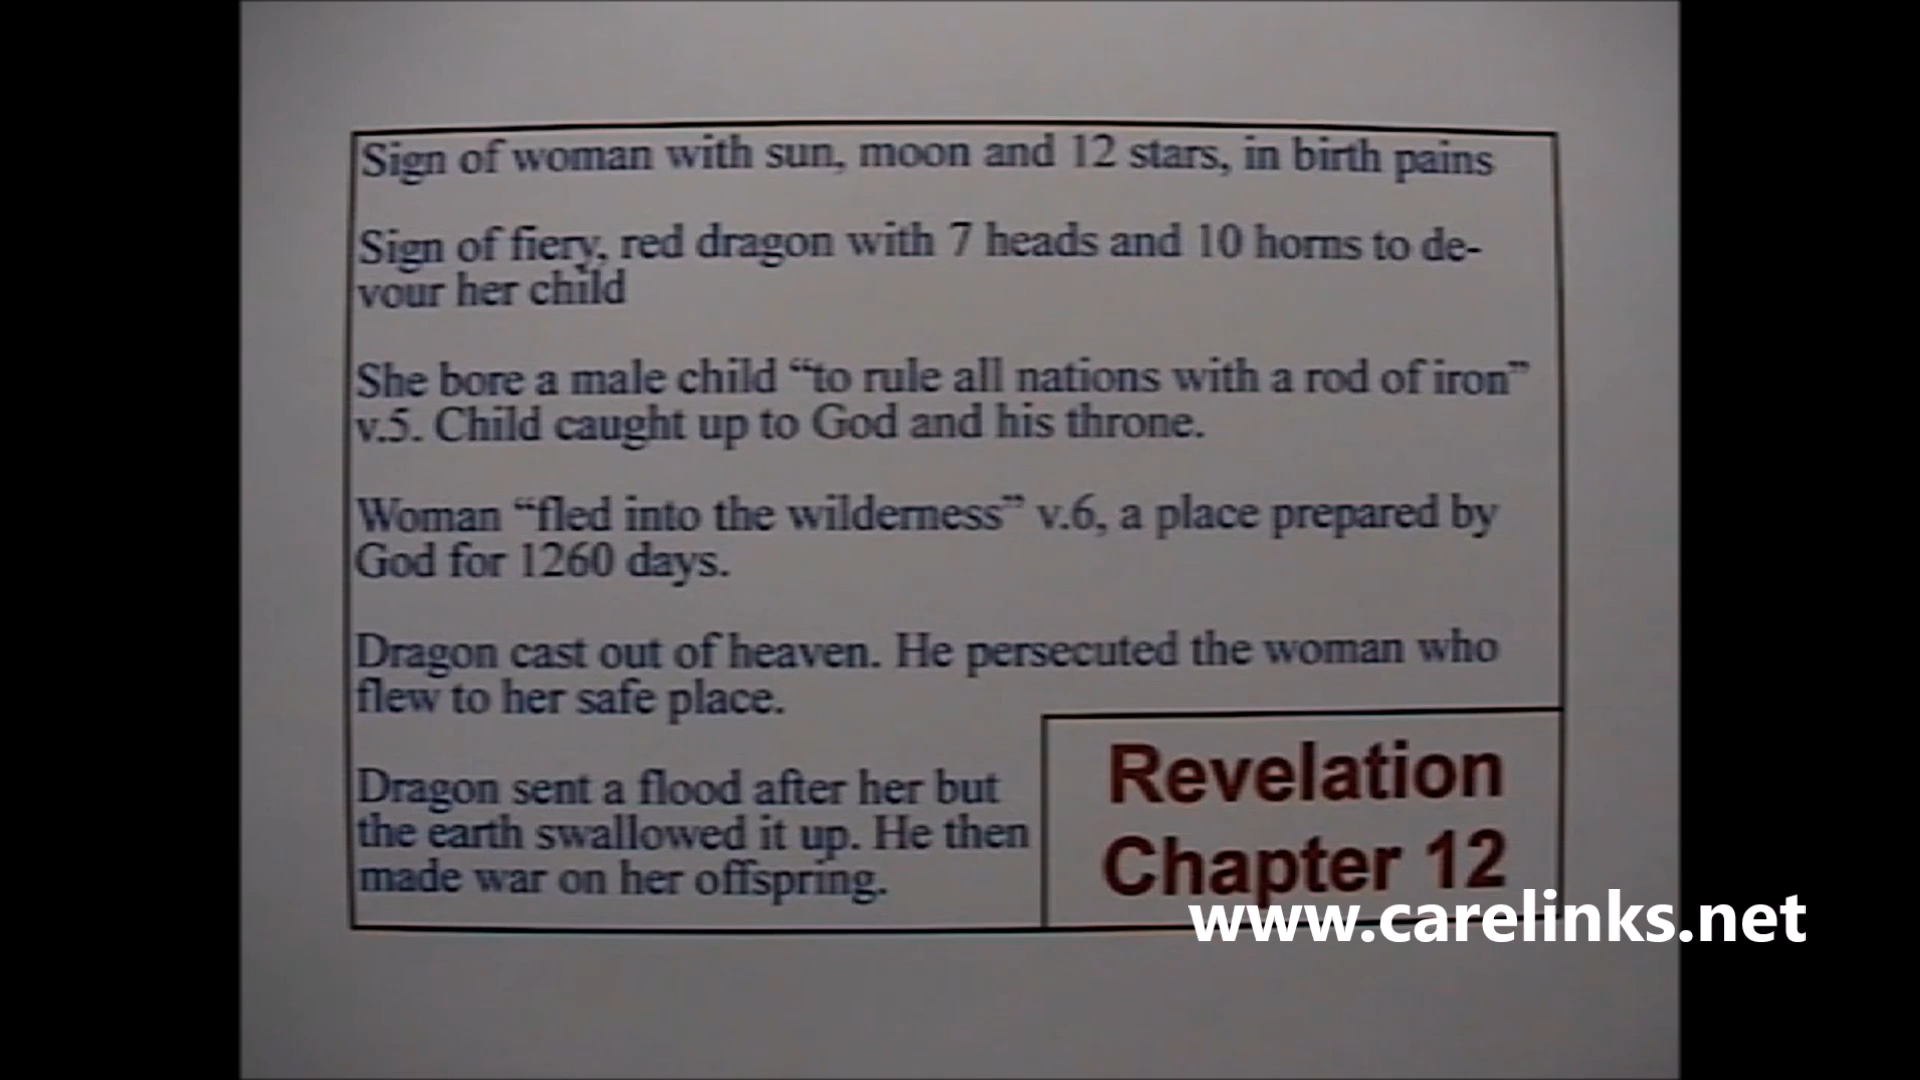 Sign of woman with sun, moon and 12 stars, in birth pains
Sign of fiery, red dragon with 7 heads and 10 horns to de-
vour her child
She bore a male child “to rule all nations with a rod of iron”
v.5. Child caught up to God and his throne.
Woman “fled into the wilderness” v.6, a place prepared by
God for 1260 days.
Dragon cast out of heaven. He persecuted the woman who
flew to her safe place.
Dragon sent a flood after her but
the earth swallowed it up. He then
made war on her offspring.
Revelation
Chapter 12
www.carelinks.net